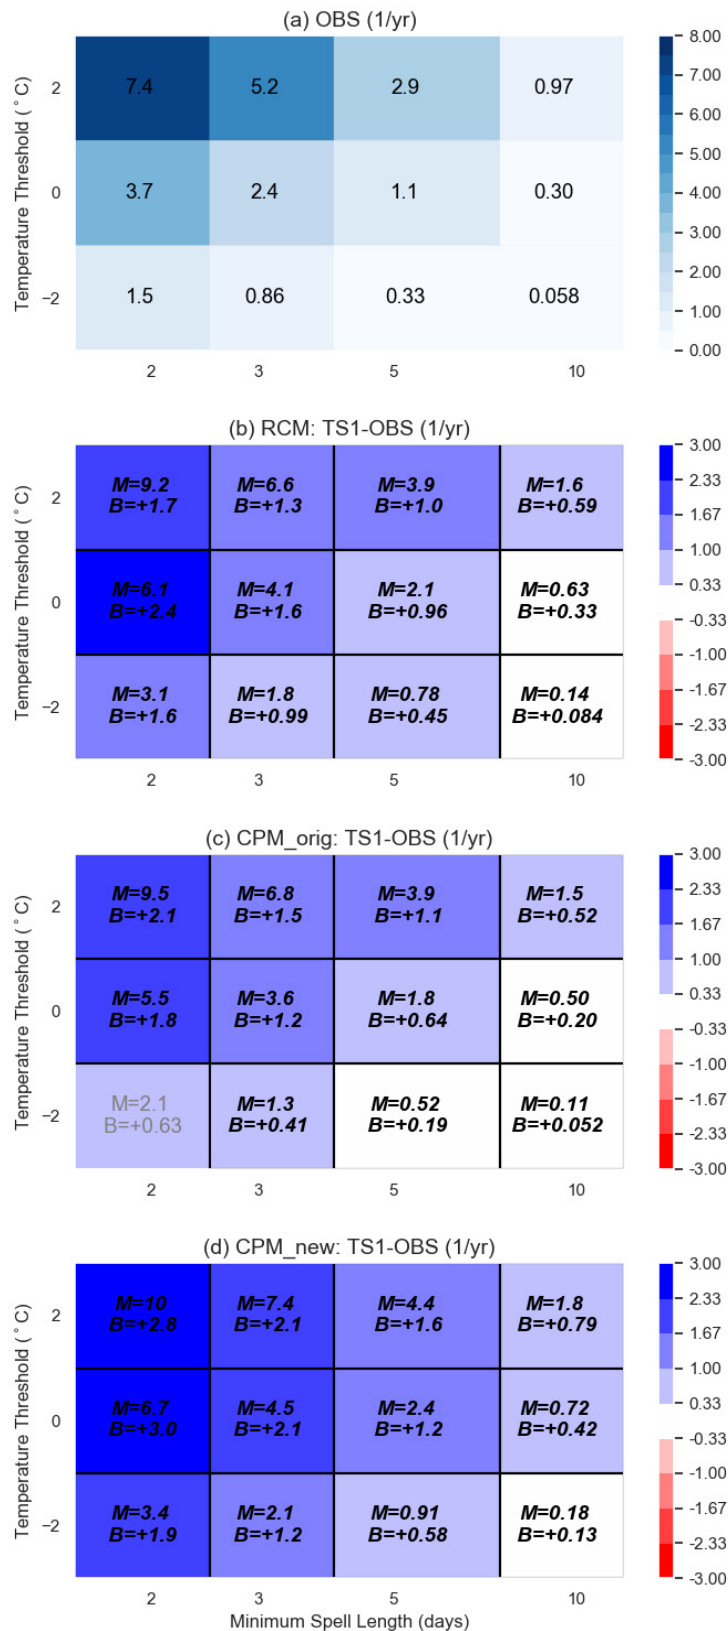 (a) OBS (1/yr)
Temperature Threshold (°C)
2
7.4 5.2 2.9 0.97
0
3.7 2.4 1.1 0.30
−2
1.5 0.86 0.33 0.058
2 3 5 10
8.00
7.00
6.00
5.00
4.00
3.00
2.00
1.00
0.00
(b) RCM: TS1-OBS (1/yr)
Temperature Threshold (°C)
2
M=9.2 M=6.6 M=3.9 M=1.6
B=+1.7 B=+1.3 B=+1.0 B=+0.59
0
M=6.1 M=4.1 M=2.1 M=0.63
B=+2.4 B=+1.6 B=+0.96 B=+0.33
−2
M=3.1 M=1.8 M=0.78 M=0.14
B=+1.6 B=+0.99 B=+0.45 B=+0.084
2 3 5 10
3.00
2.33
1.67
1.00
0.33
-0.33
-1.00
-1.67
-2.33
-3.00
(c) CPM_orig: TS1-OBS (1/yr)
Temperature Threshold (°C)
2
M=9.5 M=6.8 M=3.9 M=1.5
B=+2.1 B=+1.5 B=+1.1 B=+0.52
0
M=5.5 M=3.6 M=1.8 M=0.50
B=+1.8 B=+1.2 B=+0.64 B=+0.20
−2
M=2.1 M=1.3 M=0.52 M=0.11
B=+0.63 B=+0.41 B=+0.19 B=+0.052
2 3 5 10
3.00
2.33
1.67
1.00
0.33
-0.33
-1.00
-1.67
-2.33
-3.00
(d) CPM_new: TS1-OBS (1/yr)
Temperature Threshold (°C)
2
M=10 M=7.4 M=4.4 M=1.8
B=+2.8 B=+2.1 B=+1.6 B=+0.79
0
M=6.7 M=4.5 M=2.4 M=0.72
B=+3.0 B=+2.1 B=+1.2 B=+0.42
−2
M=3.4 M=2.1 M=0.91 M=0.18
B=+1.9 B=+1.2 B=+0.58 B=+0.13
2 3 5 10
Minimum Spell Length (days)
3.00
2.33
1.67
1.00
0.33
-0.33
-1.00
-1.67
-2.33
-3.00